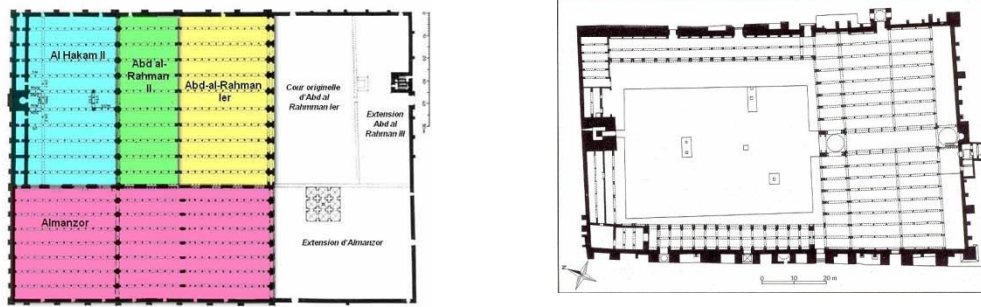 Al Hakam II
Abd al-
Rahman
II
Abd-al-Rahman
Ier
Cour originelle
d'Abd al
Rahnman Ier
Extension
Abd al
Rahman III
Almanzor
Extension d'Almanzor
N
0 10 20 m